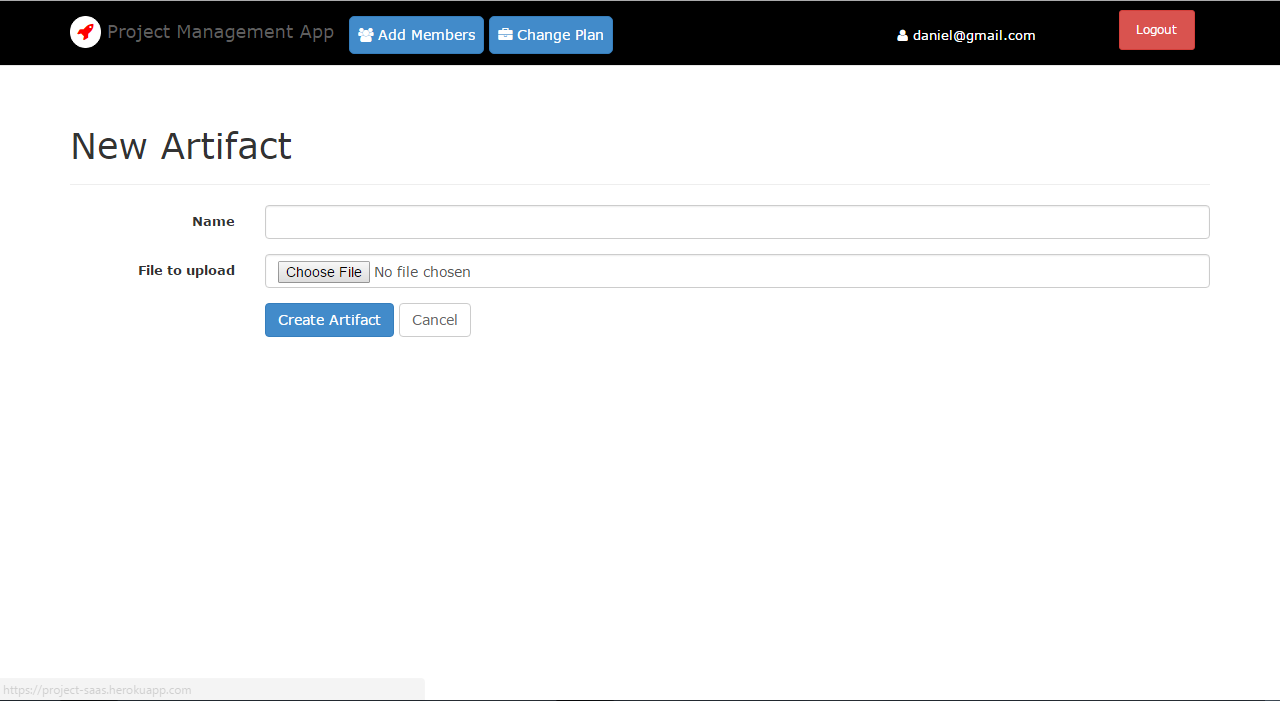 Project Management App Add Members Change Plan daniel@gmail.com Logout
New Artifact
Name
File to upload Choose File No file chosen
Create Artifact Cancel
https://project-saas.herokuapp.com